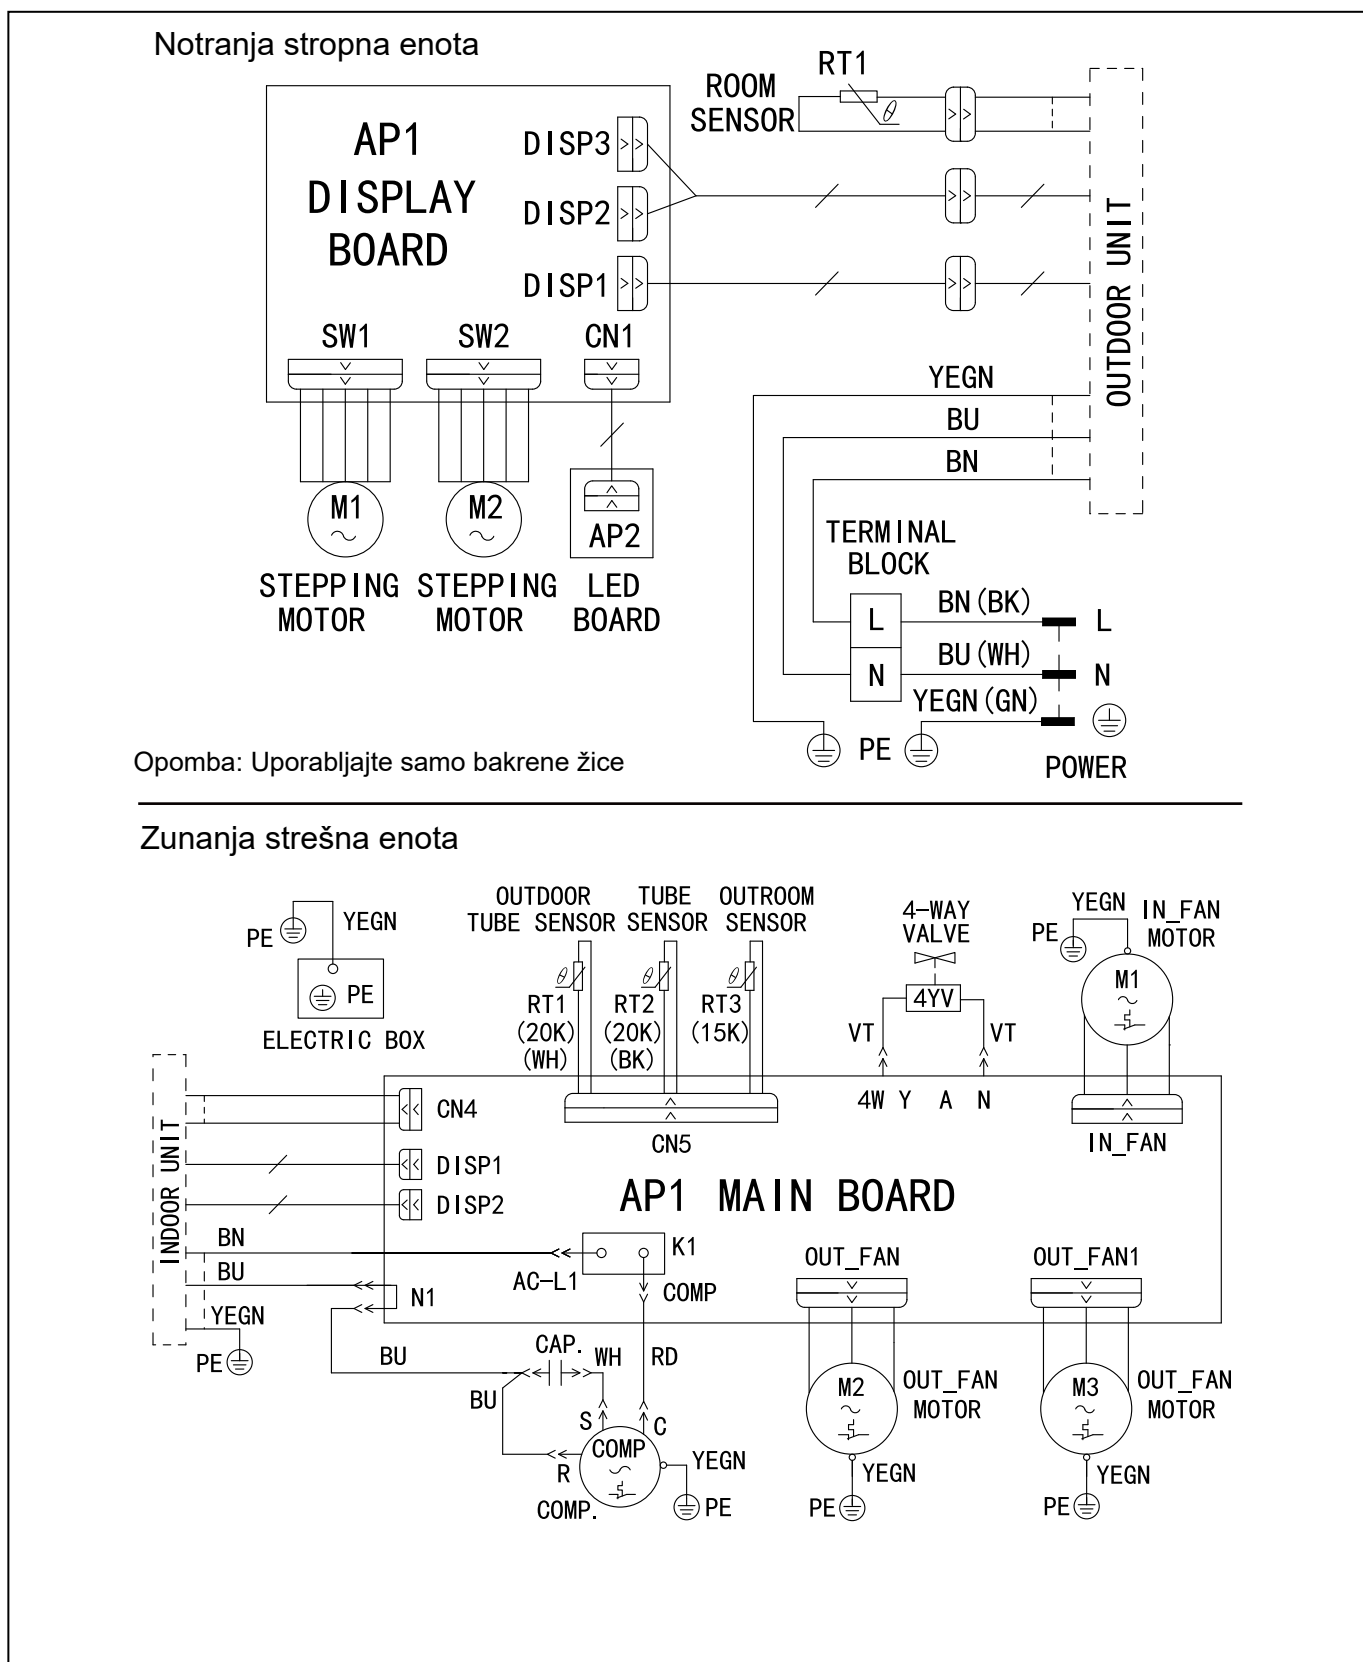 Notranja stropna enota
AP1
DISPLAY
BOARD
DISP3
DISP2
DISP1
SW1
SW2
CN1
M1
M2
AP2
STEPPING
MOTOR
STEPPING
MOTOR
LED
BOARD
ROOM
SENSOR
RT1
θ
OUTDOOR UNIT
YEGN
BU
BN
TERMINAL
BLOCK
L
BN(BK)
L
N
BU(WH)
N
YEGN(GN)
PE
POWER
Opomba: Uporabljajte samo bakrene žice
Zunanja strešna enota
PE
YEGN
PE
ELECTRIC BOX
OUTDOOR
TUBE SENSOR
TUBE
SENSOR
OUTROOM
SENSOR
θ
θ
θ
RT1
(20K)
(WH)
RT2
(20K)
(BK)
RT3
(15K)
4-WAY
VALVE
4YV
VT
VT
YEGN
PE
IN_FAN
MOTOR
M1
4W Y A N
IN_FAN
CN5
INDOOR UNIT
CN4
DISP1
DISP2
AP1 MAIN BOARD
BN
BU
YEGN
PE
AC-L1
K1
COMP
N1
OUT_FAN
OUT_FAN1
BU
CAP.
WH
RD
BU
S
C
R
COMP
COMP.
YEGN
PE
M2
OUT_FAN
MOTOR
YEGN
PE
M3
OUT_FAN
MOTOR
YEGN
PE